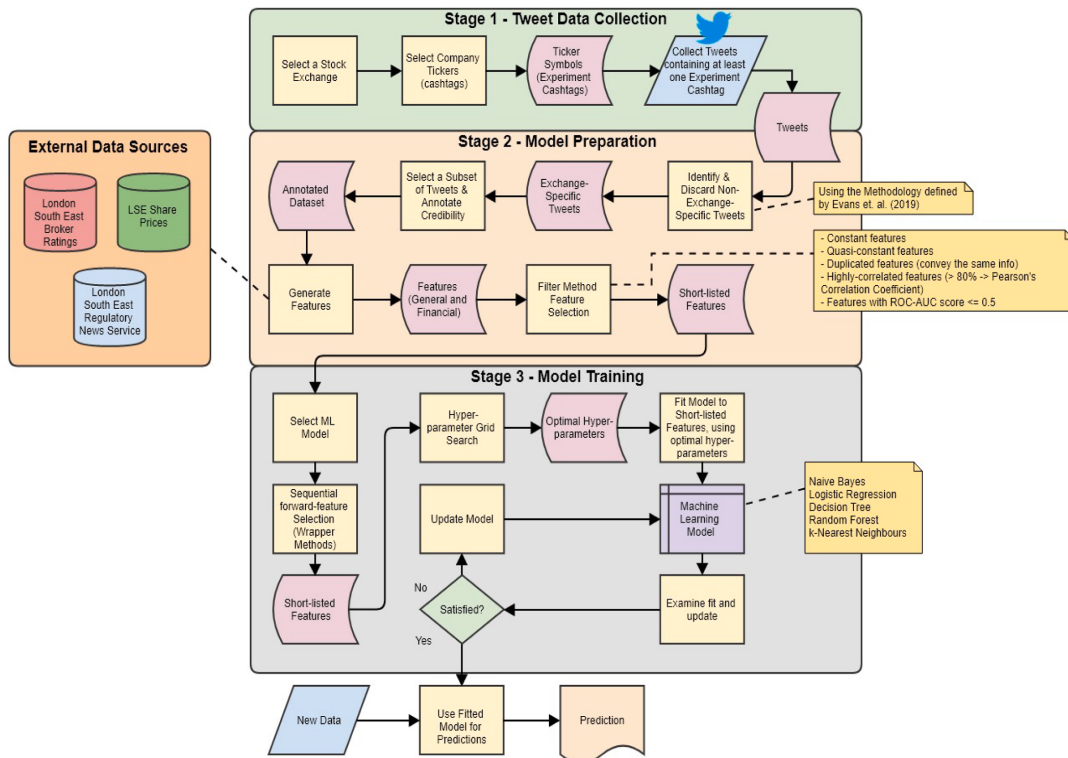 Stage 1 - Tweet Data Collection
Select a Stock
Exchange
Select Company
Tickers
(cashtags)
Ticker
Symbols
(Experiment
Cashtags)
Collect Tweets
containing at least
one Experiment
Cashtag
Tweets
External Data Sources
London
South East
Broker
Ratings
LSE Share
Prices
London
South East
Regulatory
News Service
Stage 2 - Model Preparation
Annotated
Dataset
Select a Subset
of Tweets &
Annotate
Credibility
Exchange-
Specific
Tweets
Identify &
Discard Non-
Exchange-
Specific Tweets
Using the Methodology defined
by Evans et. al. (2019)
Generate
Features
Features
(General and
Financial)
Filter Method
Feature
Selection
Short-listed
Features
- Constant features
- Quasi-constant features
- Duplicated features (convey the same info)
- Highly-correlated features (> 80% -> Pearson's
Correlation Coefficient)
- Features with ROC-AUC score <= 0.5
Stage 3 - Model Training
Select ML
Model
Hyper-
parameter Grid
Search
Optimal Hyper-
parameters
Fit Model to
Short-listed
Features, using
optimal hyper-
parameters
Sequential
forward-feature
Selection
(Wrapper
Methods)
Update Model
Machine
Learning
Model
Naive Bayes
Logistic Regression
Decision Tree
Random Forest
k-Nearest Neighbours
Short-listed
Features
No
Satisfied?
Yes
Examine fit and
update
New Data
Use Fitted
Model for
Predictions
Prediction